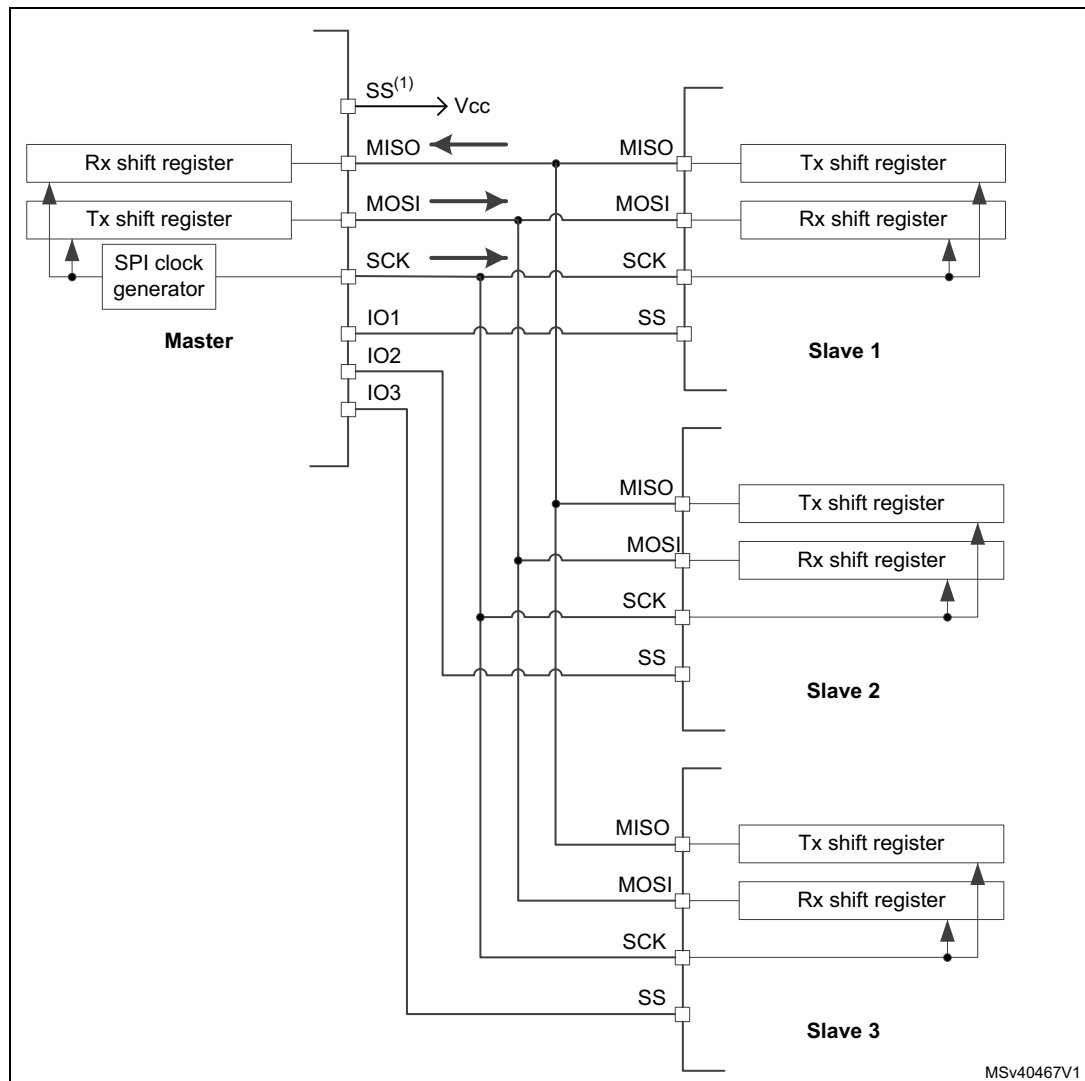 SS(1)
Vcc
MISO
MISO
Rx shift register
Tx shift register
MOSI
MOSI
Tx shift register
Rx shift register
SCK
SCK
SPI clock
generator
IO1
SS
Master
Slave 1
IO2
IO3
MISO
Tx shift register
MOSI
Rx shift register
SCK
SS
Slave 2
MISO
Tx shift register
MOSI
Rx shift register
SCK
SS
Slave 3
MSv40467V1